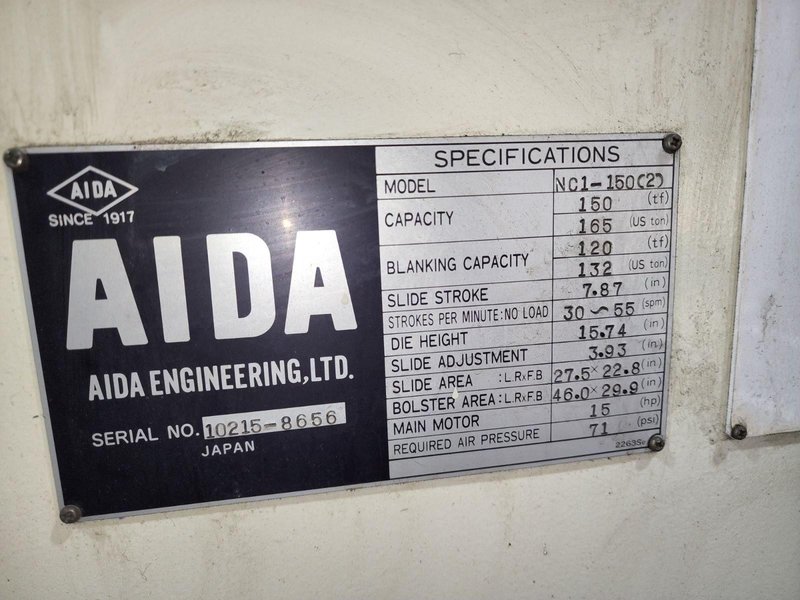 AIDA
SINCE 1917
AIDA
AIDA ENGINEERING,LTD.
SERIAL NO. 10215-8656
JAPAN
SPECIFICATIONS
MODEL NC1-150(2)
CAPACITY 150 (tf)
165 (US ton)
BLANKING CAPACITY 120 (tf)
132 (US ton)
SLIDE STROKE 7.87 (in)
STROKES PER MINUTE:NO LOAD 30 ~ 55 (spm)
DIE HEIGHT 15.74 (in)
SLIDE ADJUSTMENT 3.93 (in)
SLIDE AREA :L.R×F.B 27.5× 22.8 (in)
BOLSTER AREA :L.R×F.B 46.0× 29.9 (in)
MAIN MOTOR 15 (hp)
REQUIRED AIR PRESSURE 71 (psi)